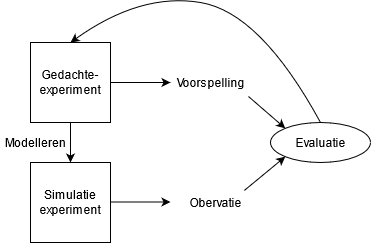 Gedachte-
experiment
Voorspelling
Modelleren
Evaluatie
Simulatie
experiment
Obervatie